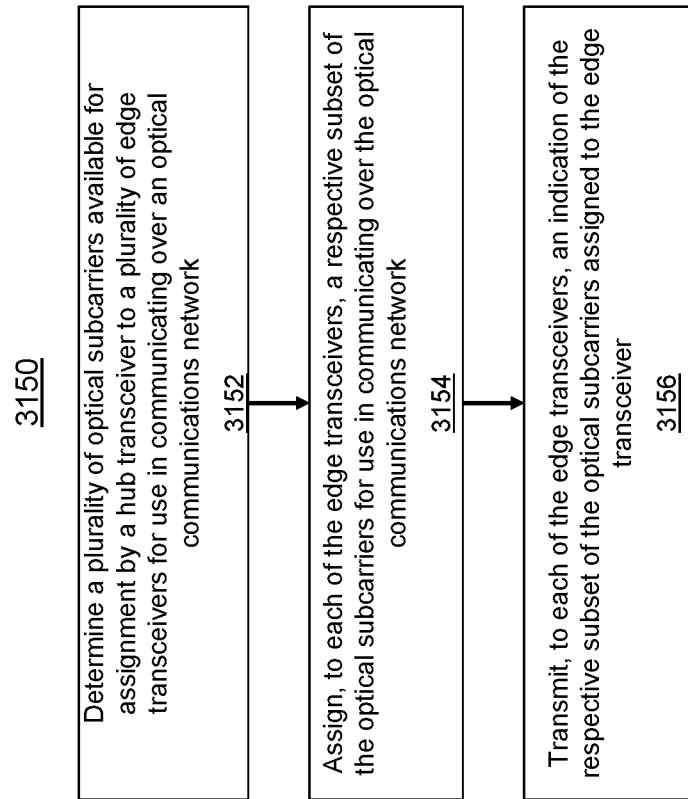 3150
Determine a plurality of optical subcarriers available for
assignment by a hub transceiver to a plurality of edge
transceivers for use in communicating over an optical
communications network
3152
Assign, to each of the edge transceivers, a respective subset of
the optical subcarriers for use in communicating over the optical
communications network
3154
Transmit, to each of the edge transceivers, an indication of the
respective subset of the optical subcarriers assigned to the edge
transceiver
3156